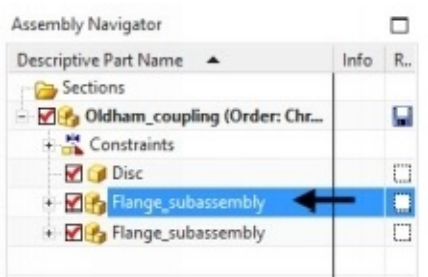 Assembly Navigator
Descriptive Part Name Info R..
Sections
Oldham_coupling (Order: Chr...
Constraints
Disc
Flange_subassembly
Flange_subassembly